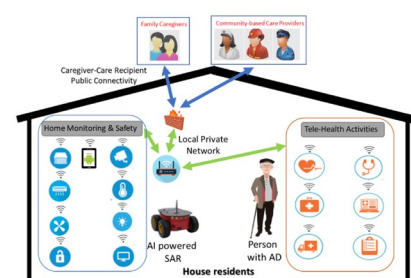 Family Caregivers
Community-based Care Providers
Caregiver-Care Recipient
Public Connectivity
Home Monitoring & Safety
Local Private
Network
Tele-Health Activities
AI powered
SAR
Person
with AD
House residents